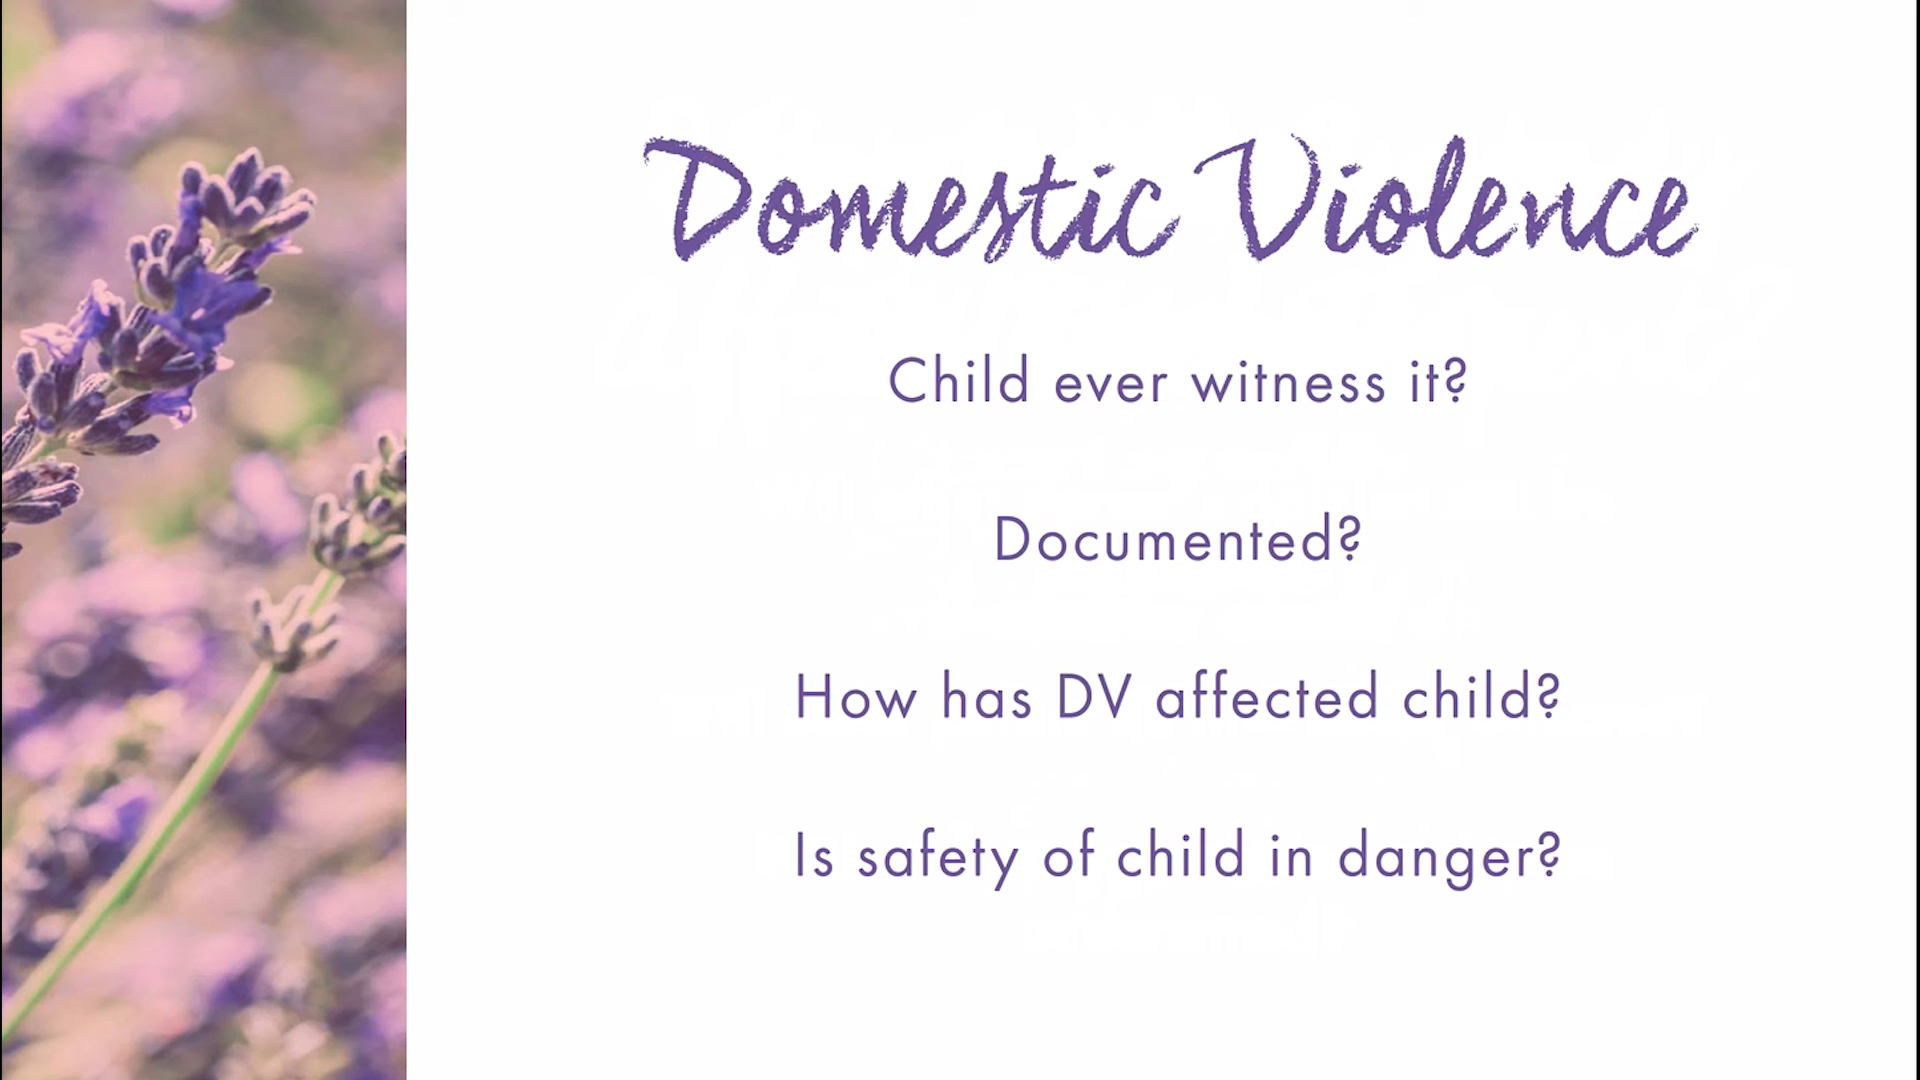 Domestic Violence
Child ever witness it?
Documented?
How has DV affected child?
Is safety of child in danger?